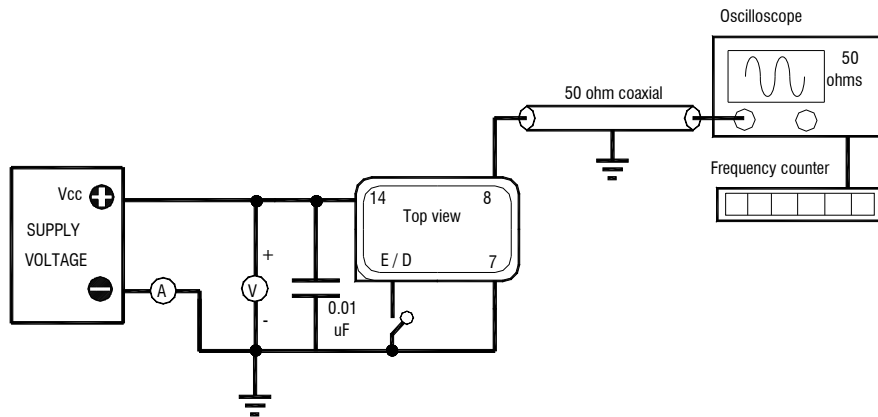 Oscilloscope
50
ohms
50 ohm coaxial
Frequency counter
Vcc
SUPPLY
VOLTAGE
14
8
Top view
E / D
7
A
+
V
-
0.01
uF